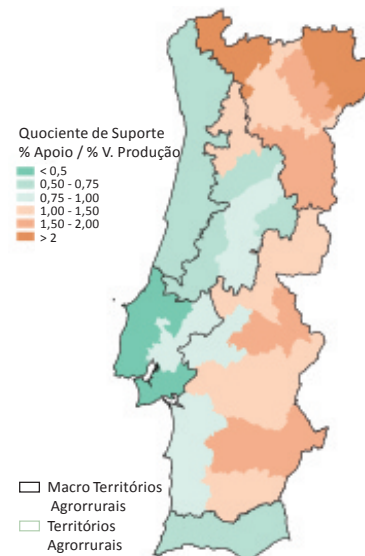 Quociente de Suporte
% Apoio / % V. Produção
< 0,5
0,50 - 0,75
0,75 - 1,00
1,00 - 1,50
1,50 - 2,00
> 2
Macro Territórios
Agrorrurais
Territórios
Agrorrurais